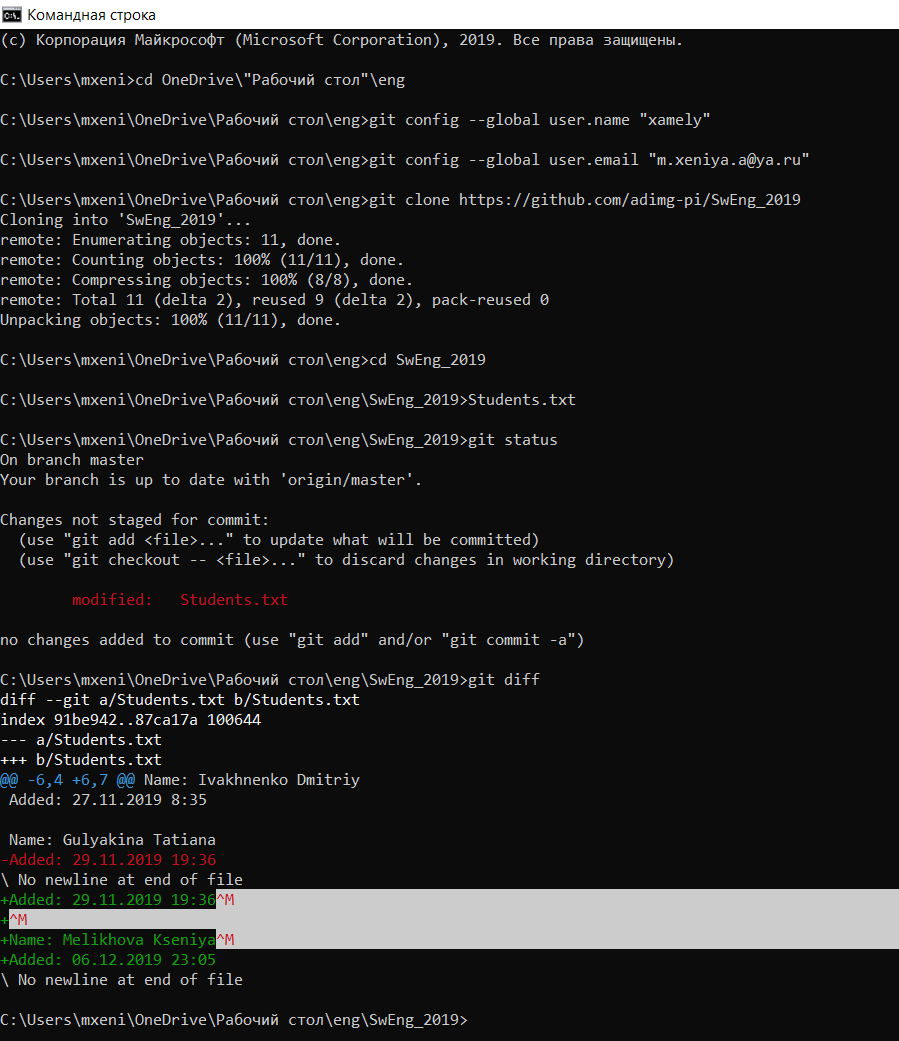 Командная строка
(c) Корпорация Майкрософт (Microsoft Corporation), 2019. Все права защищены.
C:\Users\mxeni>cd OneDrive\"Рабочий стол"\eng
C:\Users\mxeni\OneDrive\Рабочий стол\eng>git config --global user.name "xamely"
C:\Users\mxeni\OneDrive\Рабочий стол\eng>git config --global user.email "m.xeniya.a@ya.ru"
C:\Users\mxeni\OneDrive\Рабочий стол\eng>git clone https://github.com/adimg-pi/SwEng_2019
Cloning into 'SwEng_2019'...
remote: Enumerating objects: 11, done.
remote: Counting objects: 100% (11/11), done.
remote: Compressing objects: 100% (8/8), done.
remote: Total 11 (delta 2), reused 9 (delta 2), pack-reused 0
Unpacking objects: 100% (11/11), done.
C:\Users\mxeni\OneDrive\Рабочий стол\eng>cd SwEng_2019
C:\Users\mxeni\OneDrive\Рабочий стол\eng\SwEng_2019>Students.txt
C:\Users\mxeni\OneDrive\Рабочий стол\eng\SwEng_2019>git status
On branch master
Your branch is up to date with 'origin/master'.
Changes not staged for commit:
  (use "git add <file>..." to update what will be committed)
  (use "git checkout -- <file>..." to discard changes in working directory)
        modified:   Students.txt
no changes added to commit (use "git add" and/or "git commit -a")
C:\Users\mxeni\OneDrive\Рабочий стол\eng\SwEng_2019>git diff
diff --git a/Students.txt b/Students.txt
index 91be942..87ca17a 100644
--- a/Students.txt
+++ b/Students.txt
@@ -6,4 +6,7 @@ Name: Ivakhnenko Dmitriy
 Added: 27.11.2019 8:35
 Name: Gulyakina Tatiana
-Added: 29.11.2019 19:36
\ No newline at end of file
+Added: 29.11.2019 19:36^M
+^M
+Name: Melikhova Kseniya^M
+Added: 06.12.2019 23:05
\ No newline at end of file
C:\Users\mxeni\OneDrive\Рабочий стол\eng\SwEng_2019>